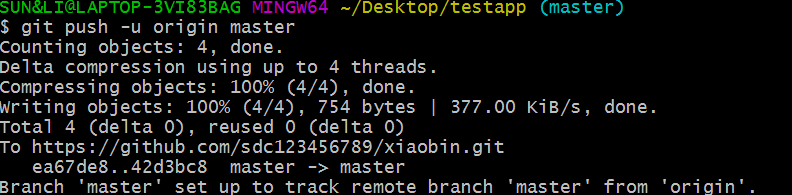 SUN&LI@LAPTOP-3VI83BAG MINGW64 ~/Desktop/testapp (master)
$ git push -u origin master
Counting objects: 4, done.
Delta compression using up to 4 threads.
Compressing objects: 100% (4/4), done.
Writing objects: 100% (4/4), 754 bytes | 377.00 KiB/s, done.
Total 4 (delta 0), reused 0 (delta 0)
To https://github.com/sdc123456789/xiaobin.git
   ea67de8..42d3bc8  master -> master
Branch 'master' set up to track remote branch 'master' from 'origin'.